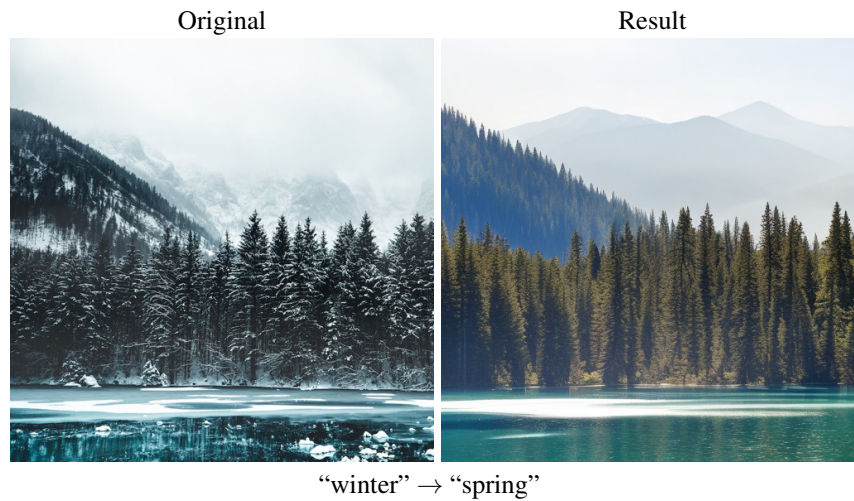 Original
Result
“winter” → “spring”